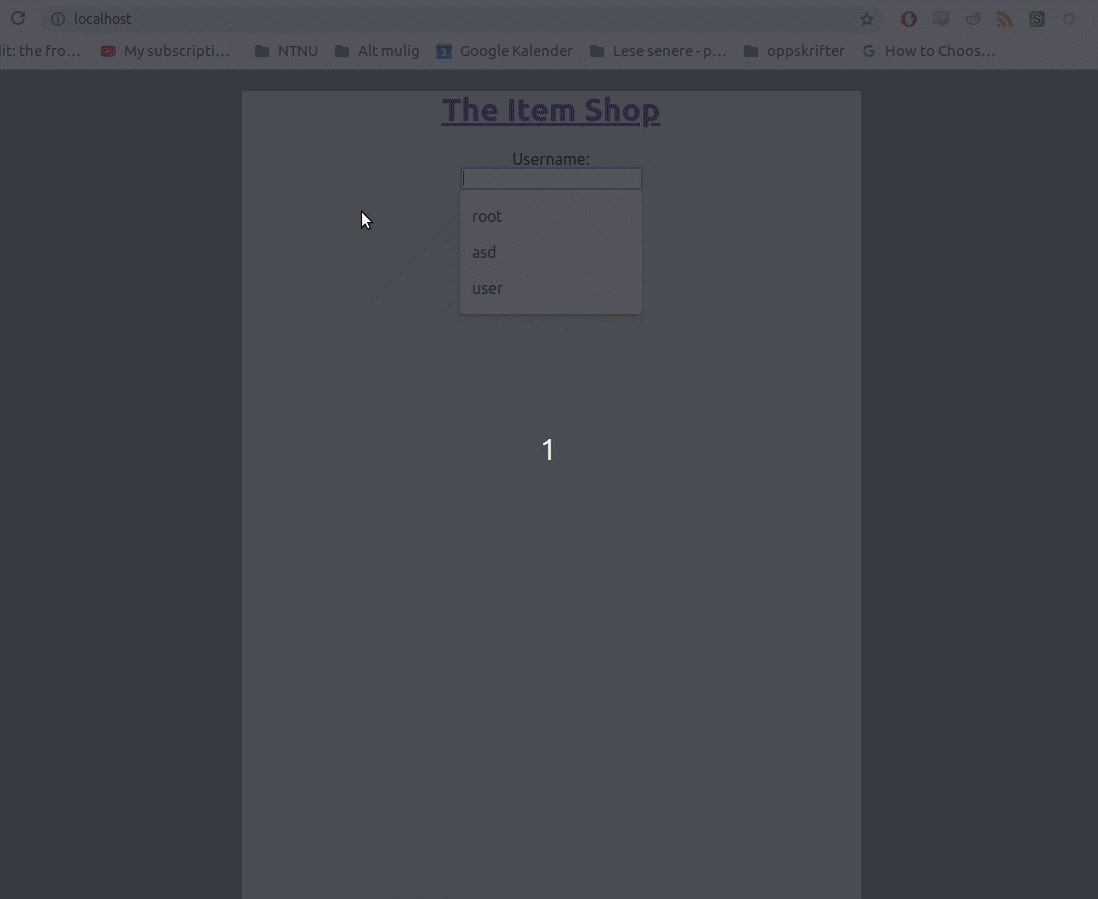 localhost
lit: the fro...
My subscripti...
NTNU
Alt mulig
3
Google Kalender
Lese senere - p...
oppskrifter
G
How to Choos...
The Item Shop
Username:
root
asd
user
1